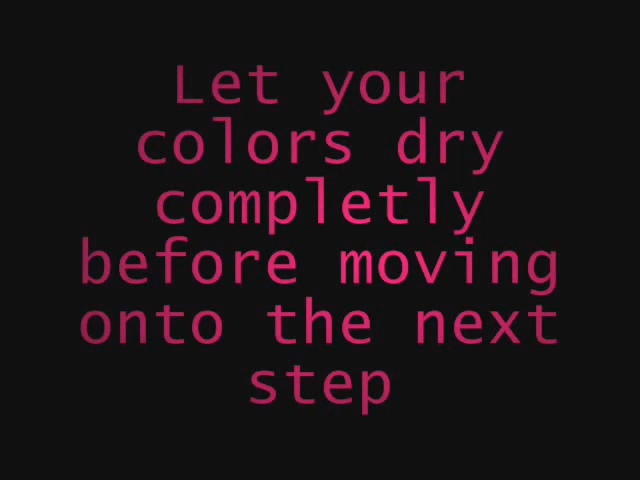 Let your
colors dry
completly
before moving
onto the next
step